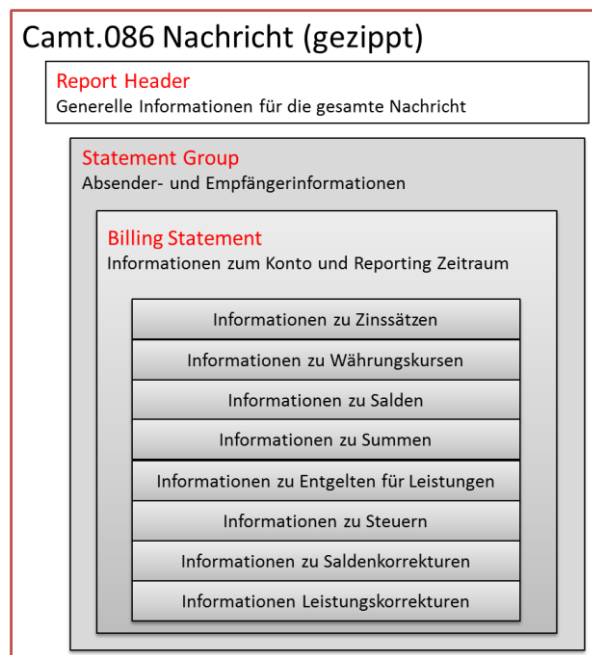 Camt.086 Nachricht (gezippt)
Report Header
Generelle Informationen für die gesamte Nachricht
Statement Group
Absender- und Empfängerinformationen
Billing Statement
Informationen zum Konto und Reporting Zeitraum
Informationen zu Zinssätzen
Informationen zu Währungskursen
Informationen zu Salden
Informationen zu Summen
Informationen zu Entgelten für Leistungen
Informationen zu Steuern
Informationen zu Saldenkorrekturen
Informationen Leistungskorrekturen